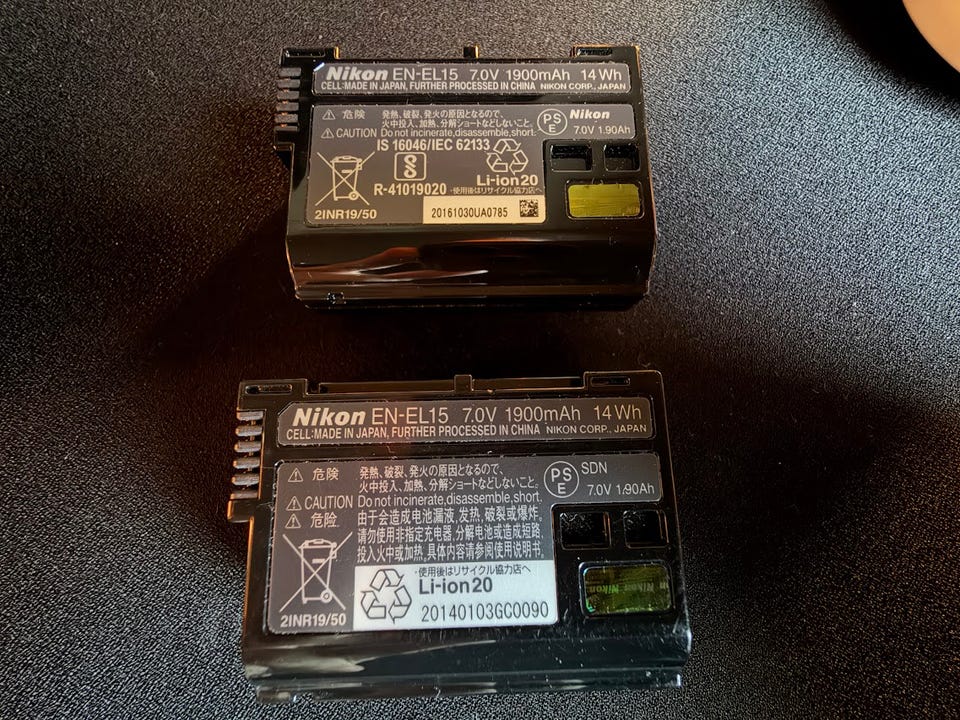 Nikon EN-EL15 7.0V 1900mAh 14Wh
CELL:MADE IN JAPAN, FURTHER PROCESSED IN CHINA NIKON CORP., JAPAN
⚠ 危険 発熱、破裂、発火の原因となるので、
火中投入、加熱、分解ショートなどしないこと。
⚠ CAUTION Do not incinerate,disassemble,short.
PSE Nikon
7.0V 1.90Ah
IS 16046/IEC 62133
R-41019020
Li-ion20
·使用後はリサイクル協力店へ
2INR19/50
20161030UA0785
Nikon EN-EL15 7.0V 1900mAh 14Wh
CELL:MADE IN JAPAN, FURTHER PROCESSED IN CHINA NIKON CORP., JAPAN
⚠ 危険 発熱、破裂、発火の原因となるので、
火中投入、加熱、分解ショートなどしないこと。
⚠ CAUTION Do not incinerate,disassemble,short.
PSE SDN
7.0V 1.90Ah
⚠ 危险 由于会造成电池漏液,发热,破裂或爆炸.
请勿使用非指定充电器,分解电池或造成短路.
投入火中或加热,具体内容请参阅使用说明书.
·使用後はリサイクル協力店へ
Li-ion20
20140103GC0090
2INR19/50
Nikon